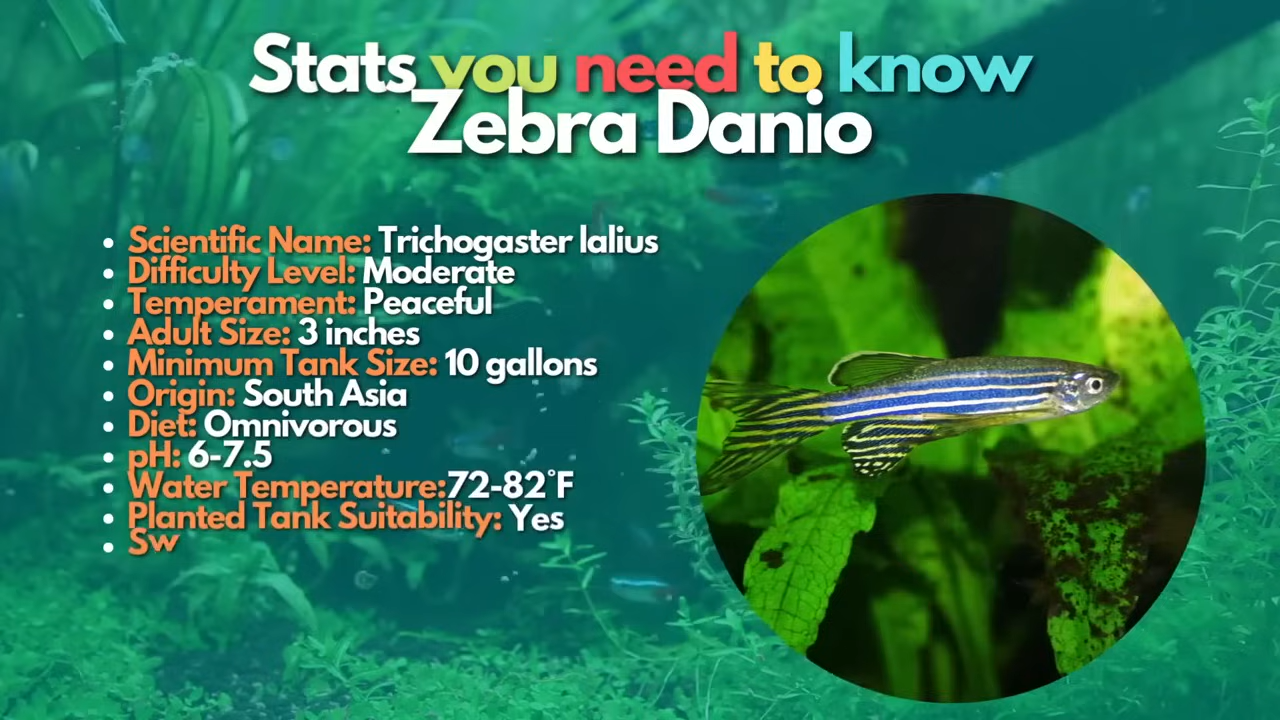 Stats you need to know
Zebra Danio
Scientific Name: Trichogaster lalius
Difficulty Level: Moderate
Temperament: Peaceful
Adult Size: 3 inches
Minimum Tank Size: 10 gallons
Origin: South Asia
Diet: Omnivorous
pH: 6-7.5
Water Temperature:72-82°F
Planted Tank Suitability: Yes
Sw